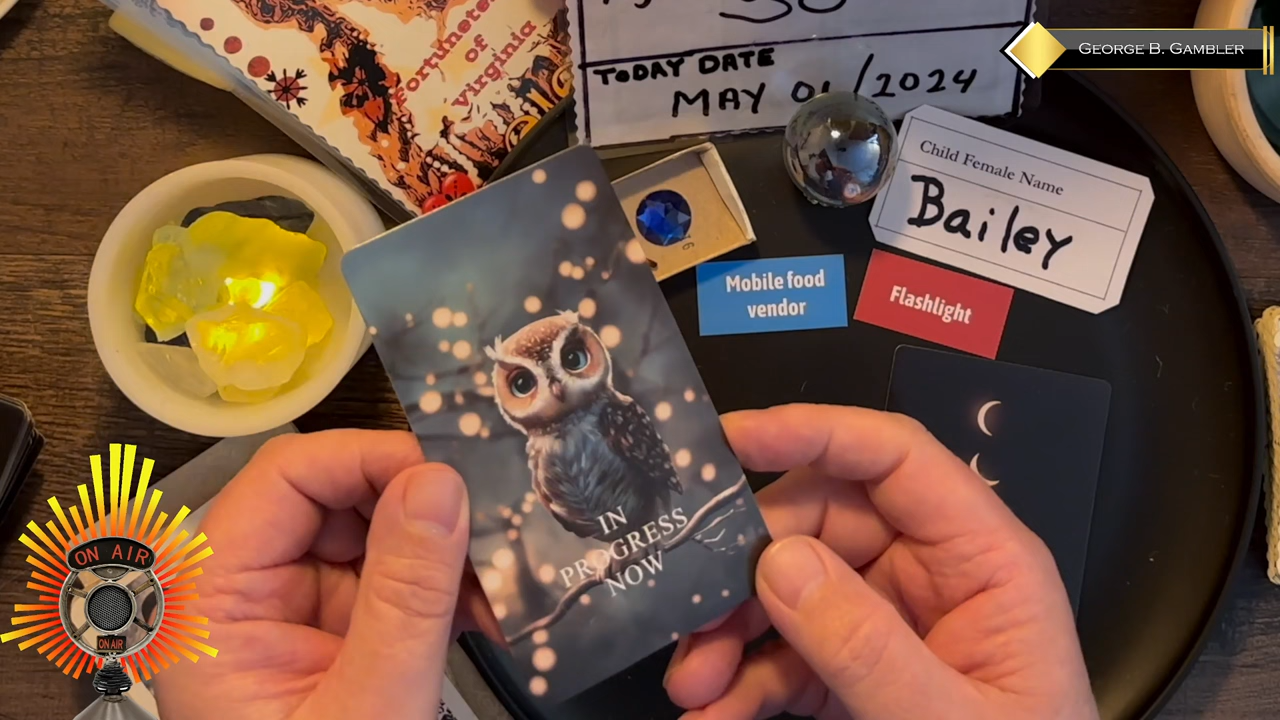 Fortuneteller
of
Virginia
TODAY DATE
MAY 01/2024
GEORGE B. GAMBLER
Child Female Name
Bailey
Mobile food
vendor
Flashlight
IN
PROGRESS
NOW
ON AIR
ON AIR